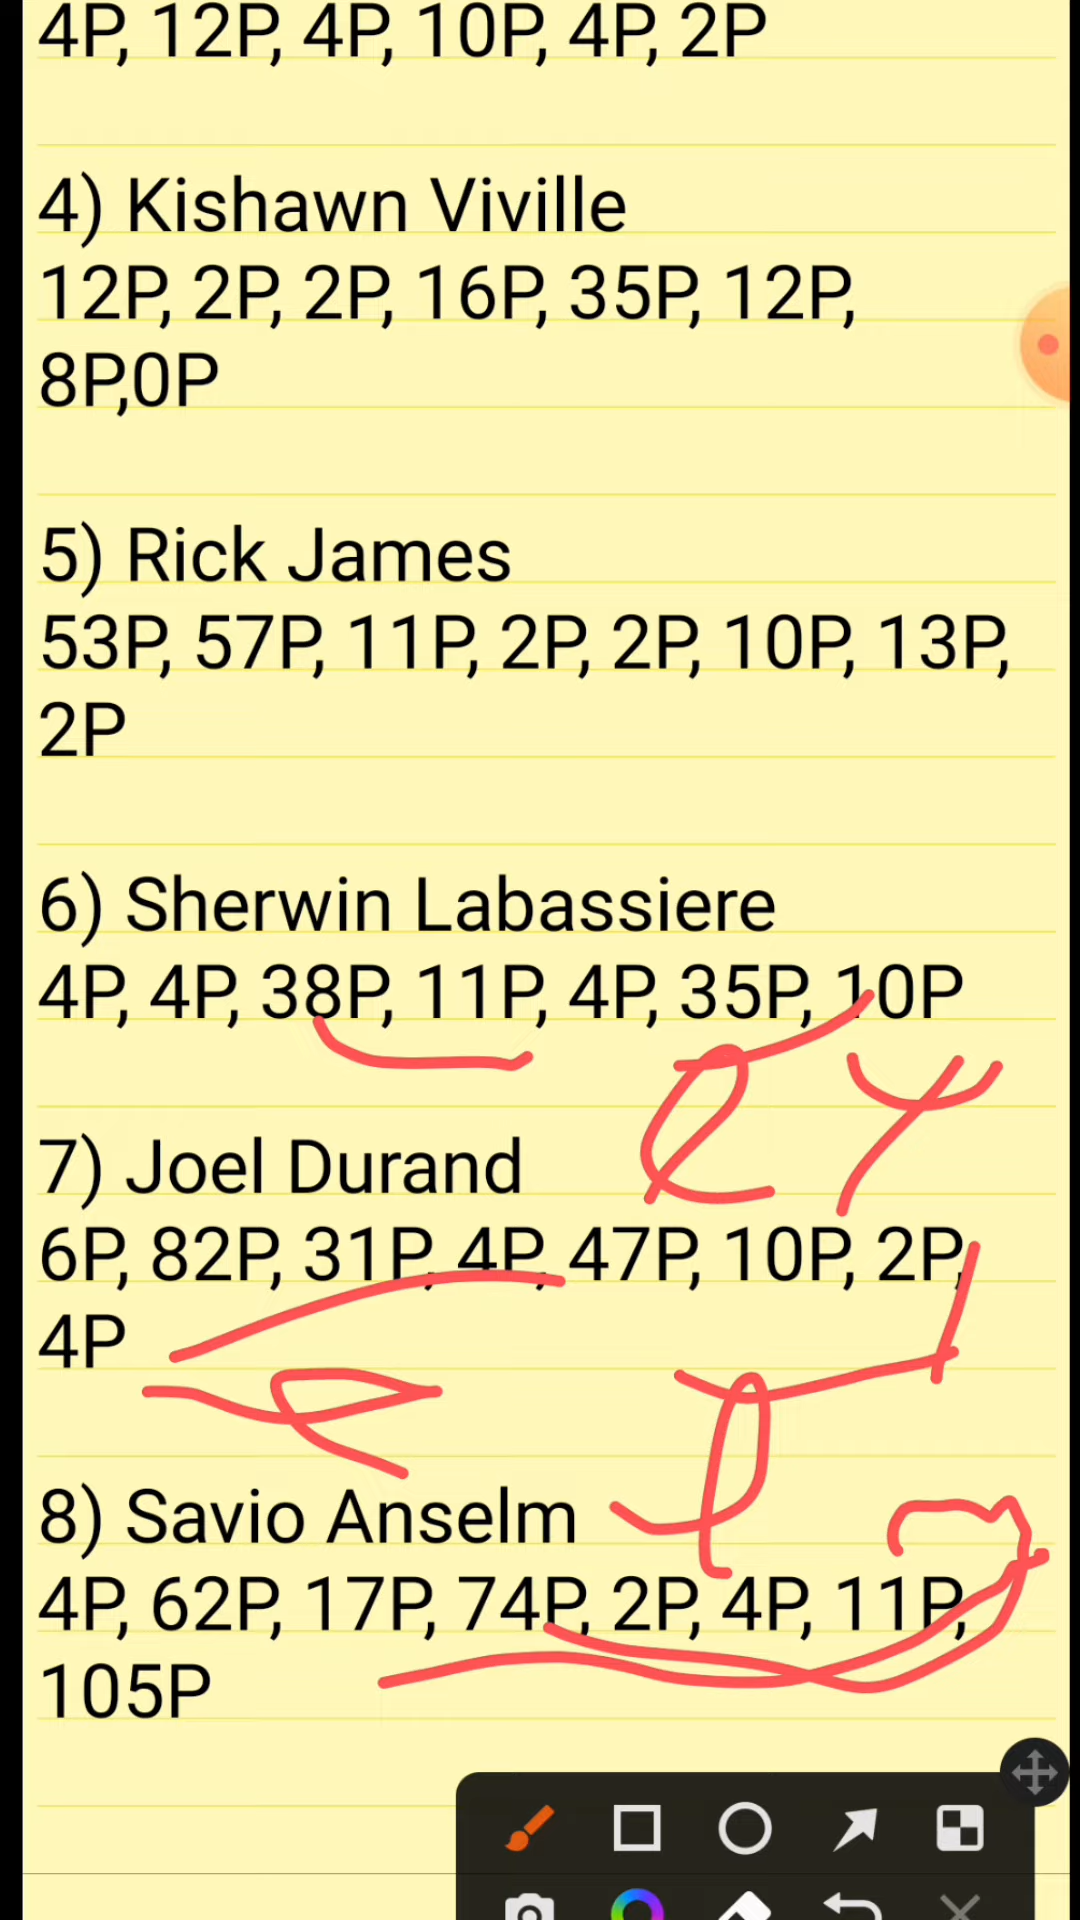 4P, 12P, 4P, 10P, 4P, 2P
4) Kishawn Viville
12P, 2P, 2P, 16P, 35P, 12P,
8P,0P
5) Rick James
53P, 57P, 11P, 2P, 2P, 10P, 13P,
2P
6) Sherwin Labassiere
4P, 4P, 38P, 11P, 4P, 35P, 10P
7) Joel Durand
6P, 82P, 31P, 4P, 47P, 10P, 2P,
4P
8) Savio Anselm
4P, 62P, 17P, 74P, 2P, 4P, 11P,
105P